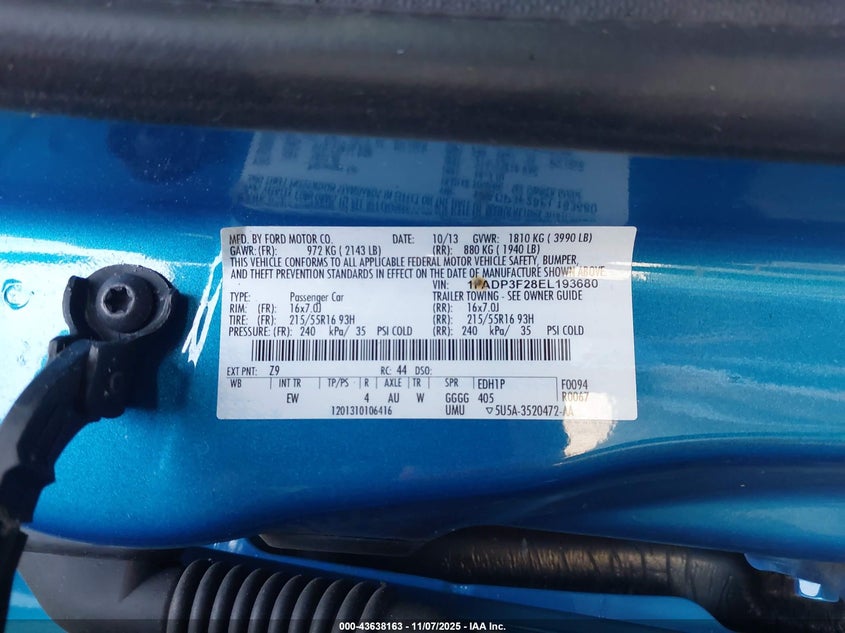 MFD. BY FORD MOTOR CO. DATE: 10/13 GVWR: 1810 KG ( 3990 LB)
GAWR: (FR): 972 KG ( 2143 LB) (RR): 880 KG ( 1940 LB)
THIS VEHICLE CONFORMS TO ALL APPLICABLE FEDERAL MOTOR VEHICLE SAFETY, BUMPER,
AND THEFT PREVENTION STANDARDS IN EFFECT ON THE DATE OF MANUFACTURE SHOWN ABOVE.
VIN: 1FADP3F28EL193680
TYPE: Passenger Car TRAILER TOWING - SEE OWNER GUIDE
RIM: (FR): 16x7.0J (RR): 16x7.0J
TIRE: (FR): 215/55R16 93H (RR): 215/55R16 93H
PRESSURE: (FR): 240 kPa/ 35 PSI COLD (RR): 240 kPa/ 35 PSI COLD
EXT PNT: Z9 RC: 44 DSO:
WB INT TR TP/PS R AXLE TR SPR EDH1P F0094
EW 4 AU W GGGG 405 R0067
1201310106416 UMU ▽5U5A-3520472-AA
000-43638163 - 11/07/2025 - IAA Inc.